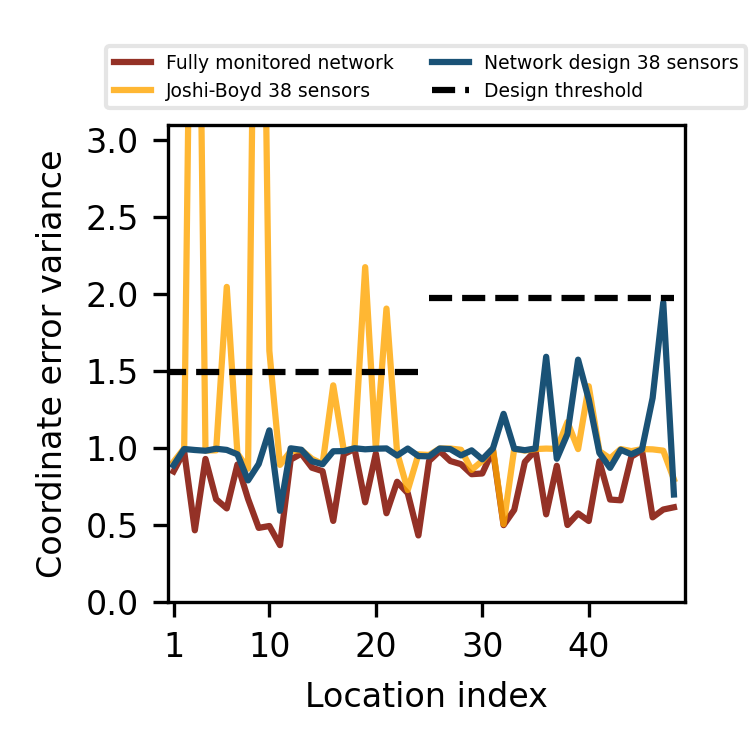 Fully monitored network
Network design 38 sensors
Joshi-Boyd 38 sensors
Design threshold
Coordinate error variance
3.0
2.5
2.0
1.5
1.0
0.5
0.0
1 10 20 30 40
Location index